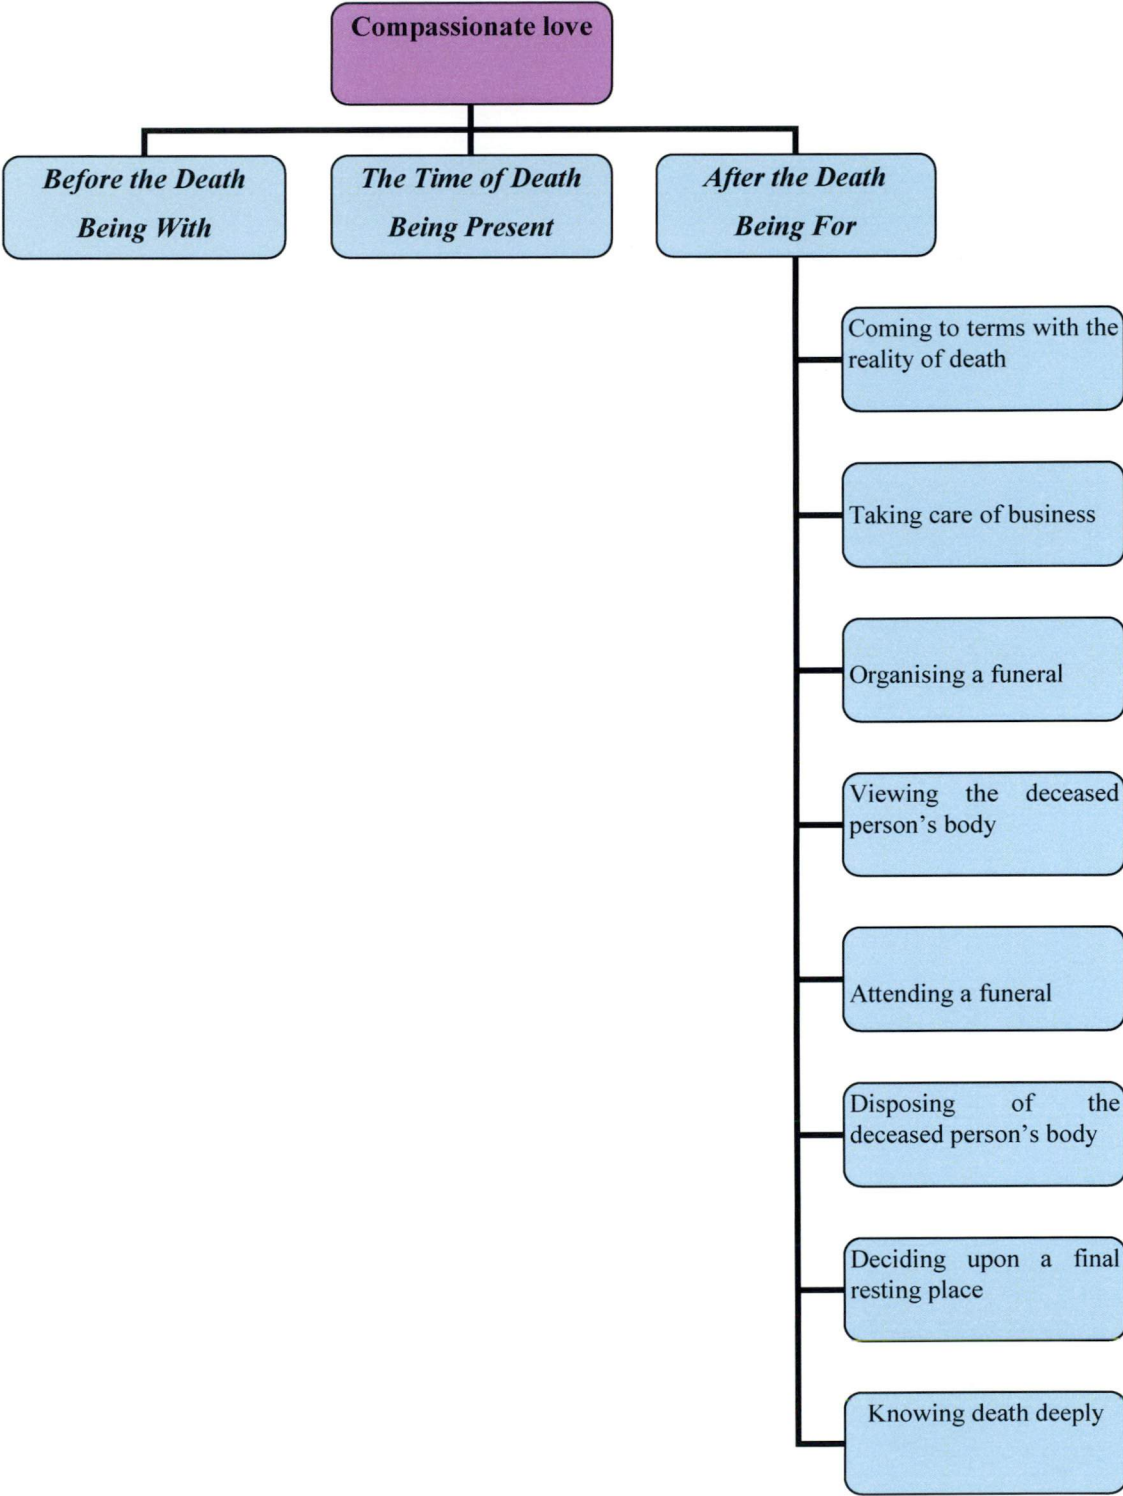 Compassionate love
Before the Death
Being With
The Time of Death
Being Present
After the Death
Being For
Coming to terms with the
reality of death
Taking care of business
Organising a funeral
Viewing the deceased
person’s body
Attending a funeral
Disposing of the
deceased person’s body
Deciding upon a final
resting place
Knowing death deeply